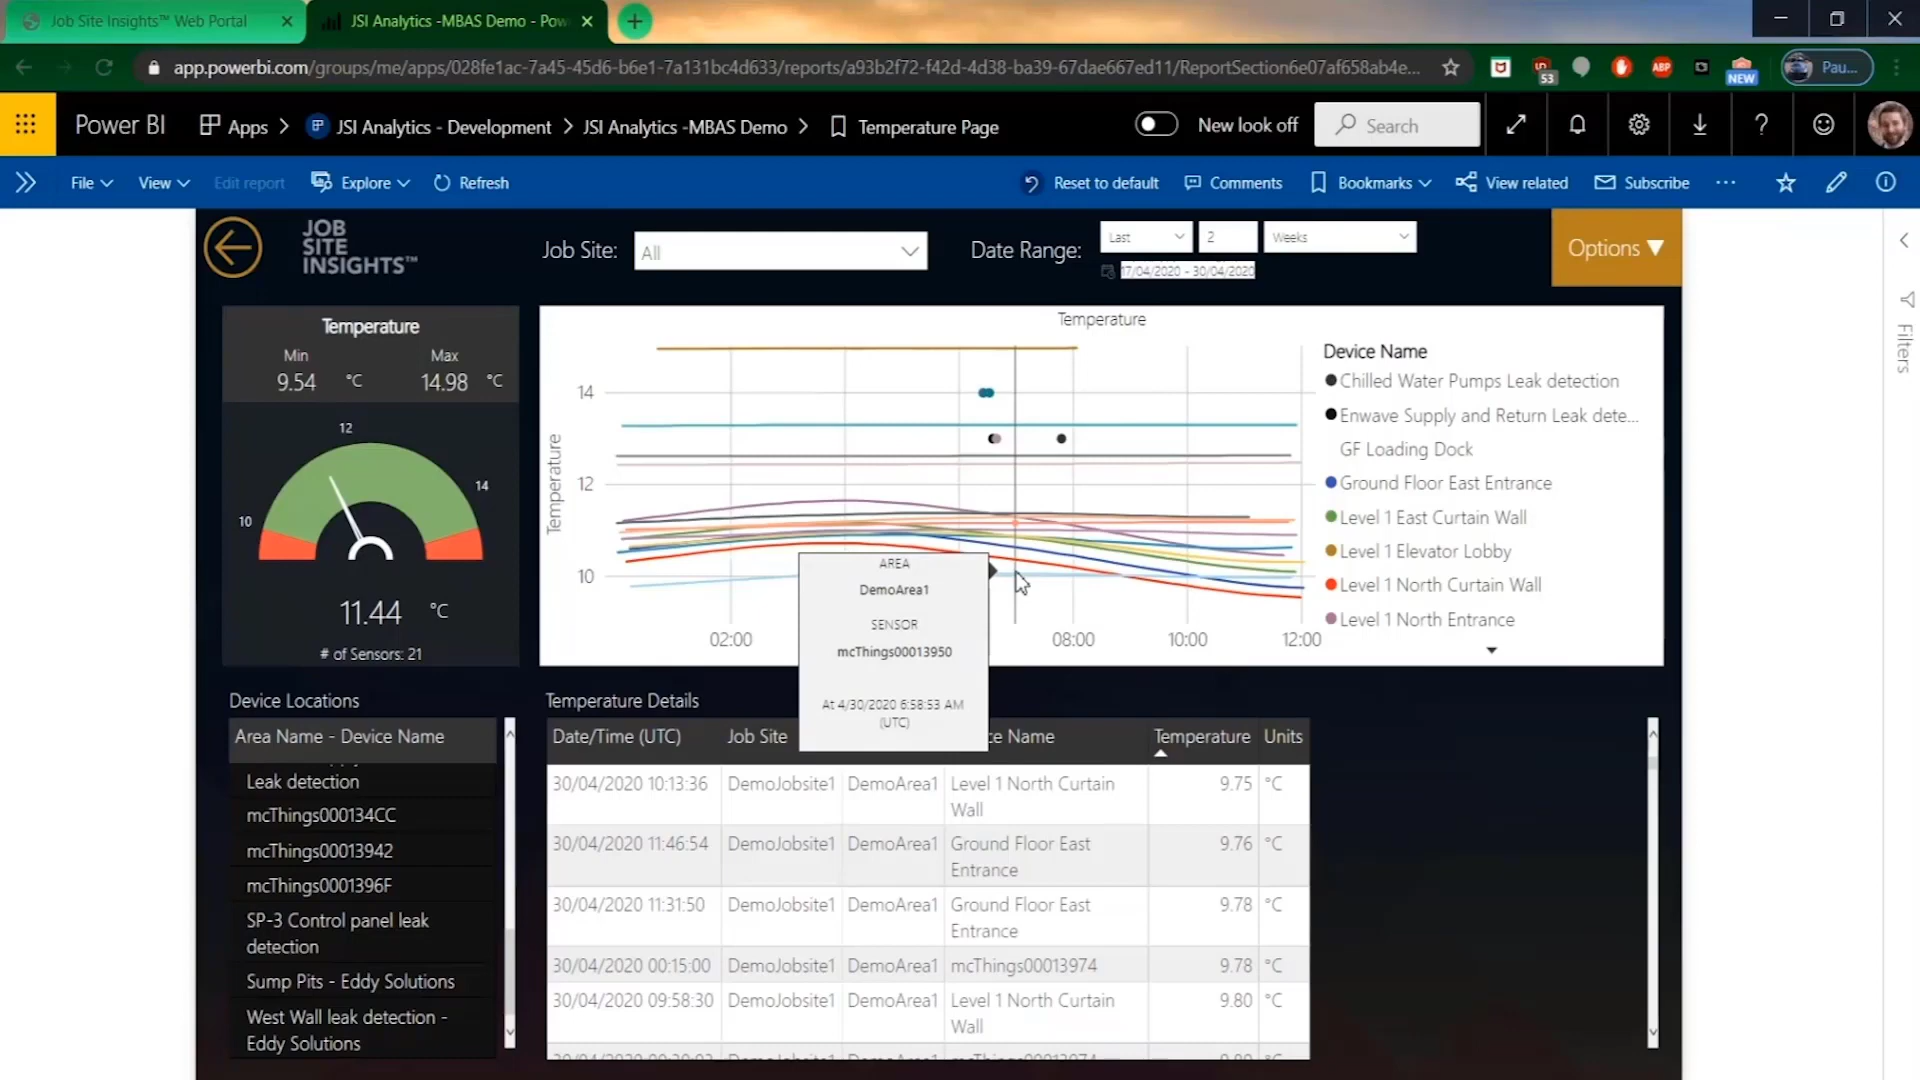 Job Site Insights™ Web Portal
JSI Analytics -MBAS Demo - Pow
app.powerbi.com/groups/me/apps/028fe1ac-7a45-45d6-b6e1-7a131bc4d633/reports/a93b2f72-f42d-4d38-ba39-67dae667ed11/ReportSection6e07af658ab4e...
53
ABP
NEW
Pau...
Power BI
Apps
JSI Analytics - Development
JSI Analytics -MBAS Demo
Temperature Page
New look off
Search
File
View
Edit report
Explore
Refresh
Reset to default
Comments
Bookmarks
View related
Subscribe
JOB
SITE
INSIGHTS™
Job Site:
All
Date Range:
Last
2
Weeks
17/04/2020 - 30/04/2020
Options
Filters
Temperature
Min
Max
9.54 °C
14.98 °C
10
12
14
11.44 °C
# of Sensors: 21
Temperature
Temperature
14
12
10
02:00
08:00
10:00
12:00
AREA
DemoArea1
SENSOR
mcThings00013950
At 4/30/2020 6:58:53 AM
(UTC)
Device Name
Chilled Water Pumps Leak detection
Enwave Supply and Return Leak dete...
GF Loading Dock
Ground Floor East Entrance
Level 1 East Curtain Wall
Level 1 Elevator Lobby
Level 1 North Curtain Wall
Level 1 North Entrance
Device Locations
Area Name - Device Name
Leak detection
mcThings000134CC
mcThings00013942
mcThings0001396F
SP-3 Control panel leak
detection
Sump Pits - Eddy Solutions
West Wall leak detection -
Eddy Solutions
Temperature Details
Date/Time (UTC) Job Site ce Name Temperature Units
30/04/2020 10:13:36 DemoJobsite1 DemoArea1 Level 1 North Curtain 9.75 °C
Wall
30/04/2020 11:46:54 DemoJobsite1 DemoArea1 Ground Floor East 9.76 °C
Entrance
30/04/2020 11:31:50 DemoJobsite1 DemoArea1 Ground Floor East 9.78 °C
Entrance
30/04/2020 00:15:00 DemoJobsite1 DemoArea1 mcThings00013974 9.78 °C
30/04/2020 09:58:30 DemoJobsite1 DemoArea1 Level 1 North Curtain 9.80 °C
Wall